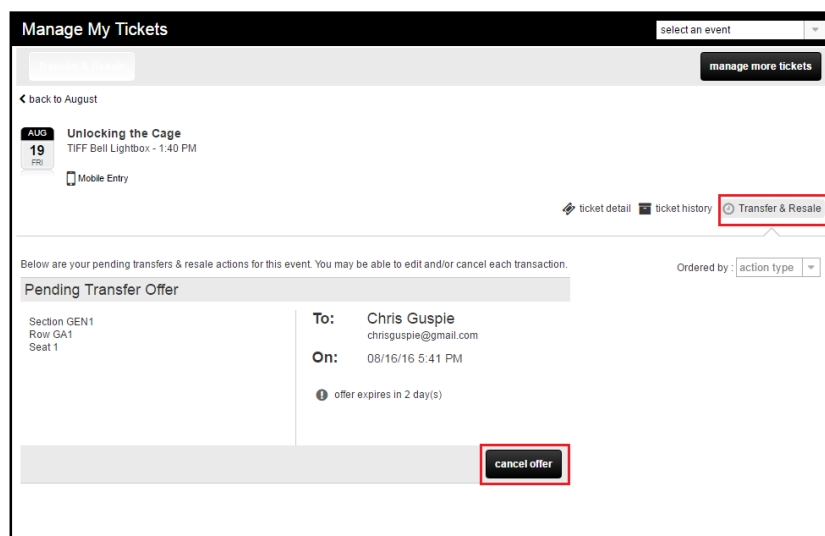 Manage My Tickets
select an event
Transfer & Resale
manage more tickets
back to August
AUG
19
FRI
Unlocking the Cage
TIFF Bell Lightbox - 1:40 PM
Mobile Entry
ticket detail
ticket history
Transfer & Resale
Below are your pending transfers & resale actions for this event. You may be able to edit and/or cancel each transaction.
Ordered by :
action type
Pending Transfer Offer
Section GEN1
Row GA1
Seat 1
To:
Chris Guspie
chrisguspie@gmail.com
On:
08/16/16 5:41 PM
offer expires in 2 day(s)
cancel offer